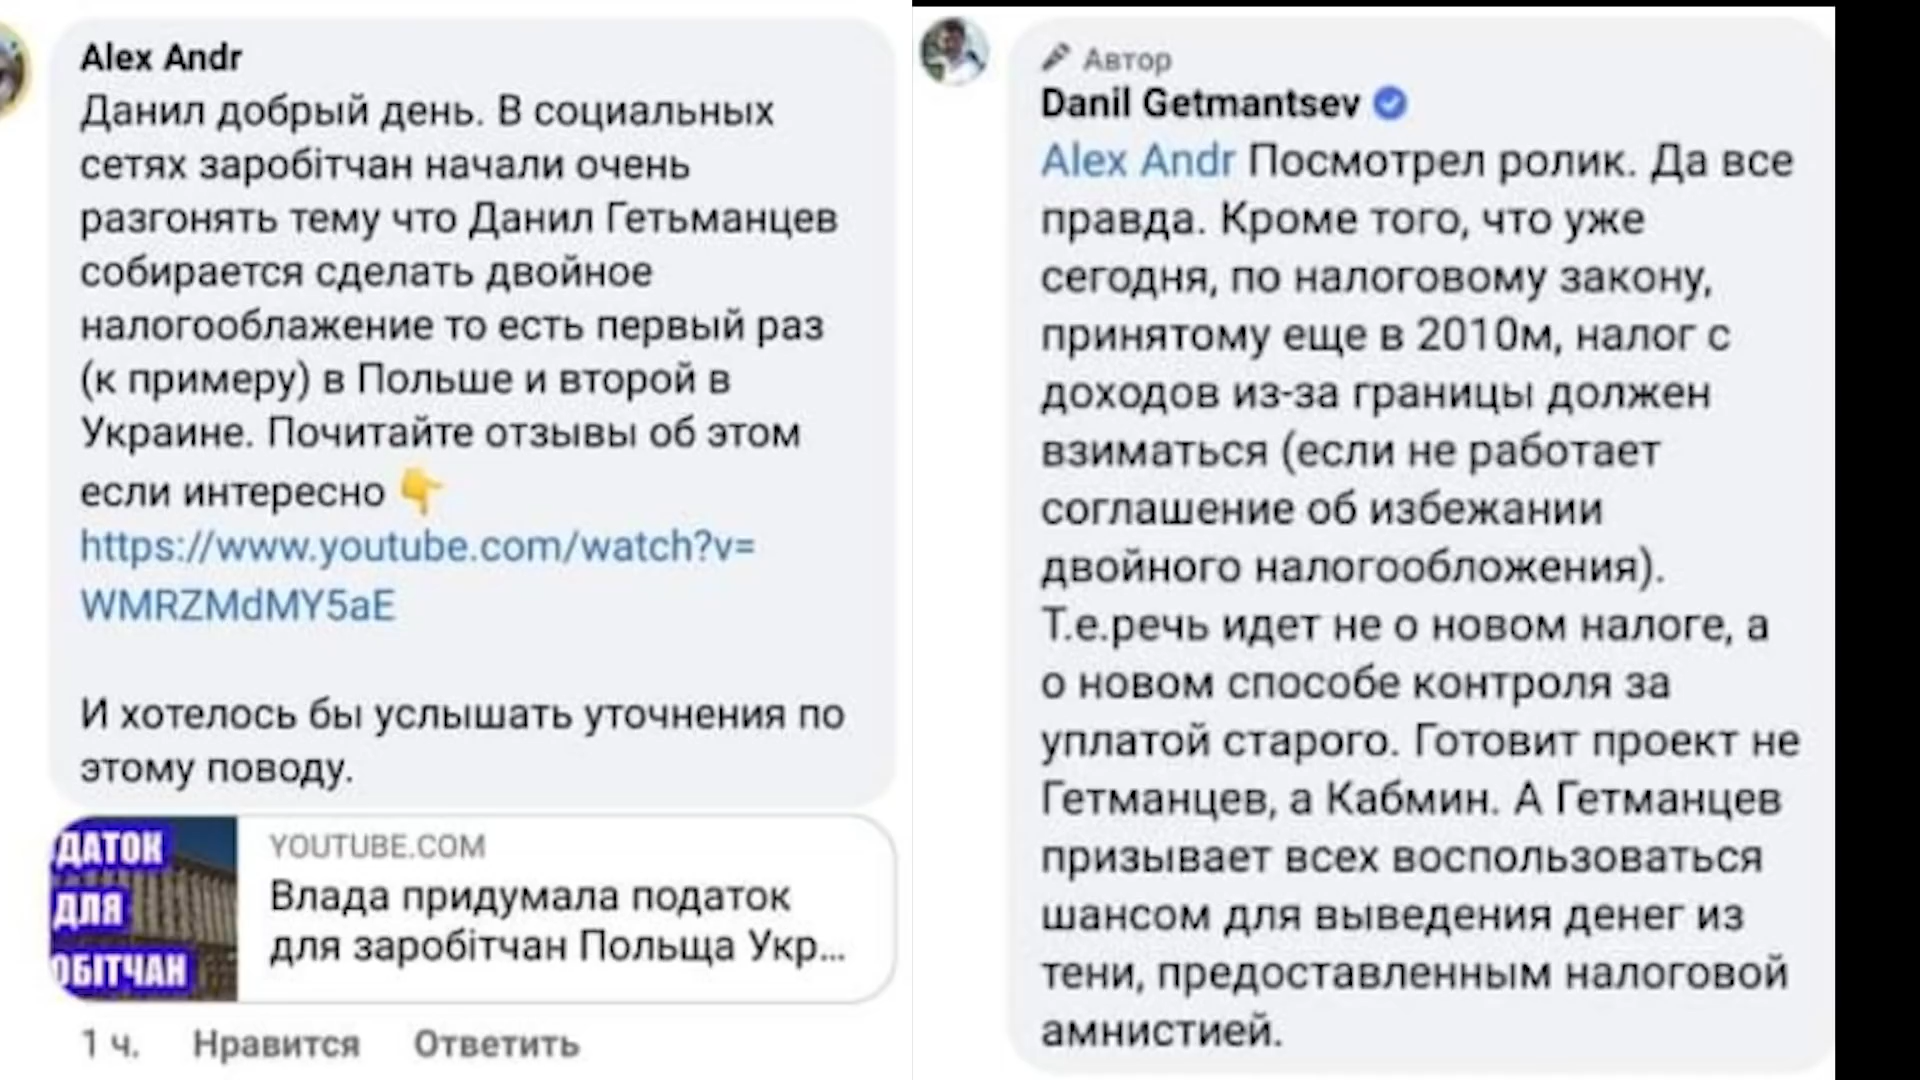 Alex Andr
Данил добрый день. В социальных
сетях заробітчан начали очень
разгонять тему что Данил Гетьманцев
собирается сделать двойное
налогооблажение то есть первый раз
(к примеру) в Польше и второй в
Украине. Почитайте отзывы об этом
если интересно 👇
https://www.youtube.com/watch?v=
WMRZMdMY5aE
И хотелось бы услышать уточнения по
этому поводу.
ДАТОК
ДЛЯ
ОБІТЧАН
YOUTUBE.COM
Влада придумала податок
для заробітчан Польща Укр...
1 ч. Нравится Ответить
Автор
Danil Getmantsev
Alex Andr Посмотрел ролик. Да все
правда. Кроме того, что уже
сегодня, по налоговому закону,
принятому еще в 2010м, налог с
доходов из-за границы должен
взиматься (если не работает
соглашение об избежании
двойного налогообложения).
Т.е.речь идет не о новом налоге, а
о новом способе контроля за
уплатой старого. Готовит проект не
Гетманцев, а Кабмин. А Гетманцев
призывает всех воспользоваться
шансом для выведения денег из
тени, предоставленным налоговой
амнистией.